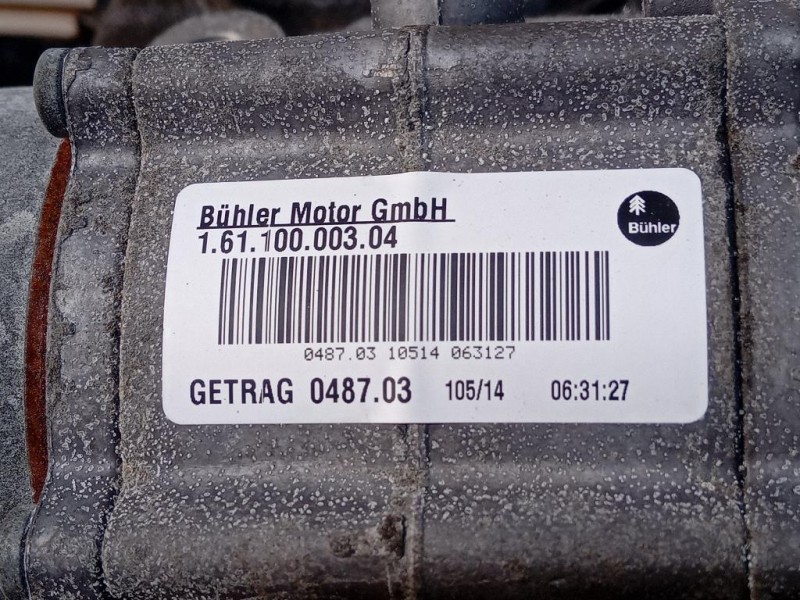 Bühler Motor GmbH
1.61.100.003.04
Bühler
0487.03 10514 063127
GETRAG 0487.03 105/14 06:31:27